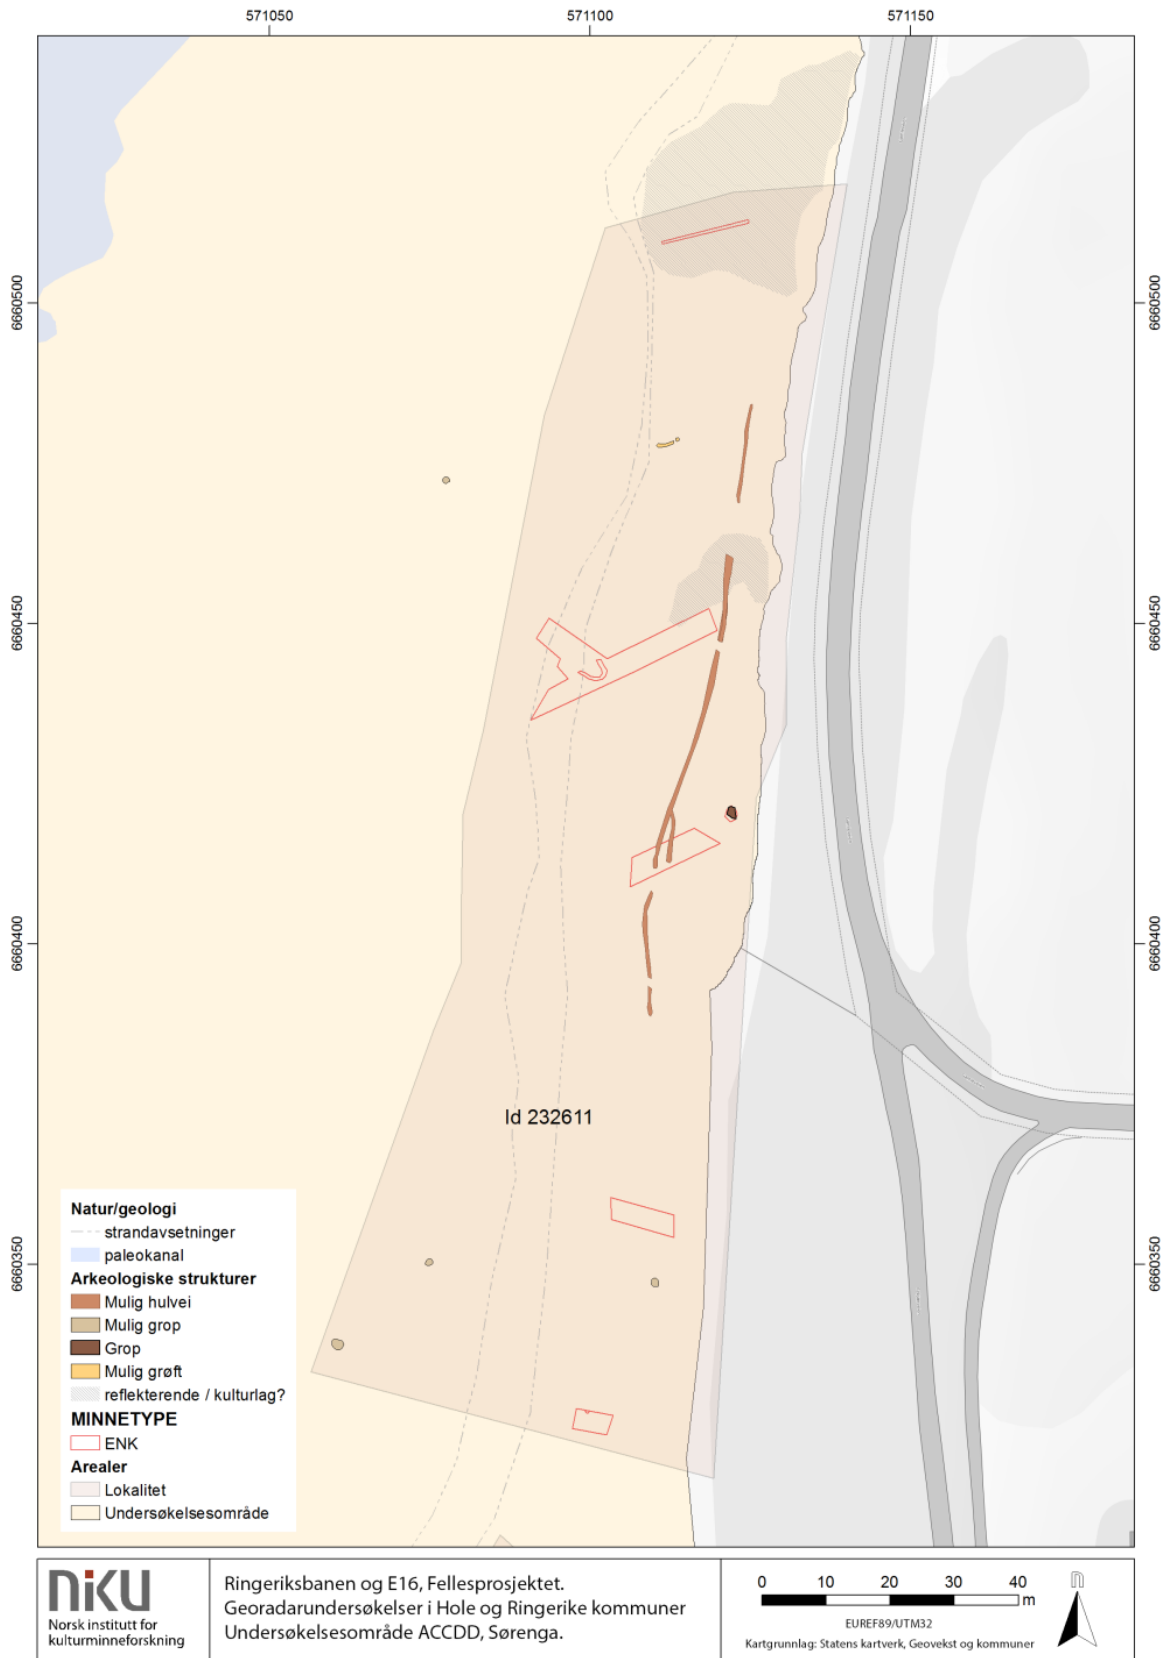 571050 571100 571150
6660500 6660500
6660450 6660450
6660400 6660400
Id 232611
6660350 6660350
Natur/geologi
strandavsetninger
paleokanal
Arkeologiske strukturer
Mulig hulvei
Mulig grop
Grop
Mulig grøft
reflekterende / kulturlag?
MINNETYPE
ENK
Arealer
Lokalitet
Undersøkelsesområde
niku
Norsk institutt for
kulturminneforskning
Ringeriksbanen og E16, Fellesprosjektet.
Georadarundersøkelser i Hole og Ringerike kommuner
Undersøkelsesområde ACCDD, Sørenga.
0 10 20 30 40
m
EUREF89/UTM32
Kartgrunnlag: Statens kartverk, Geovekst og kommuner
n